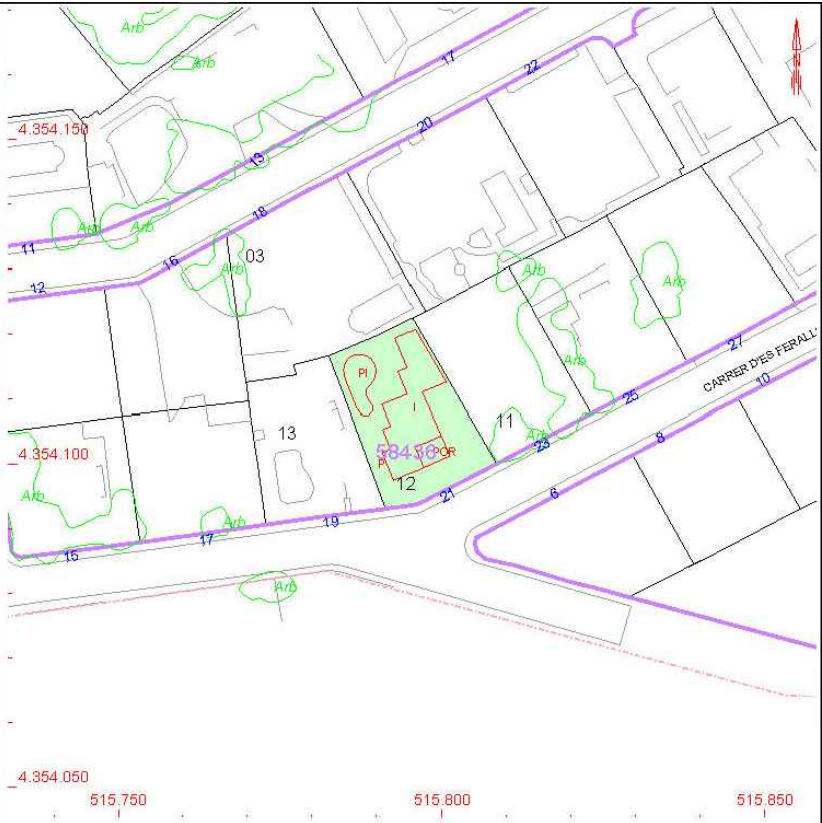 Arb
17
22
Arb
4.354.150
20
13
18
Arb
Arb
11
03
16
Arb
Arb
12
Arb
27
CARRER D'ES FERALL
PI
Arb
10
25
I
11
13
Arb
23
8
4.354.100
58436
POR
P
12
21
6
Arb
Arb
19
17
15
Arb
4.354.050
515.750
515.800
515.850